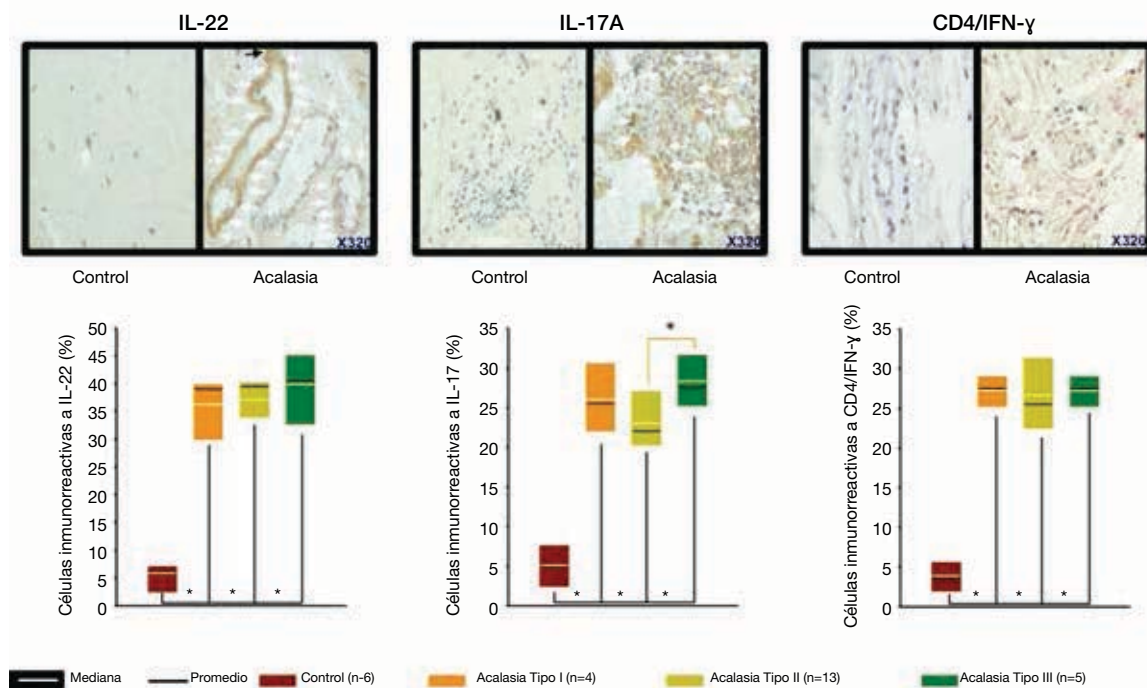 IL-22 IL-17A CD4/IFN-γ
X320 X320 X320
Control Acalasia Control Acalasia Control Acalasia
Células inmunorreactivas a IL-22 (%)
50
45
40
35
30
25
20
15
10
5
0
* * *
Células inmunorreactivas a IL-17 (%)
35
30
25
20
15
10
5
0
*
* * *
Células inmunorreactivas a CD4/IFN-γ (%)
35
30
25
20
15
10
5
0
* * *
Mediana Promedio Control (n-6) Acalasia Tipo I (n=4) Acalasia Tipo II (n=13) Acalasia Tipo III (n=5)